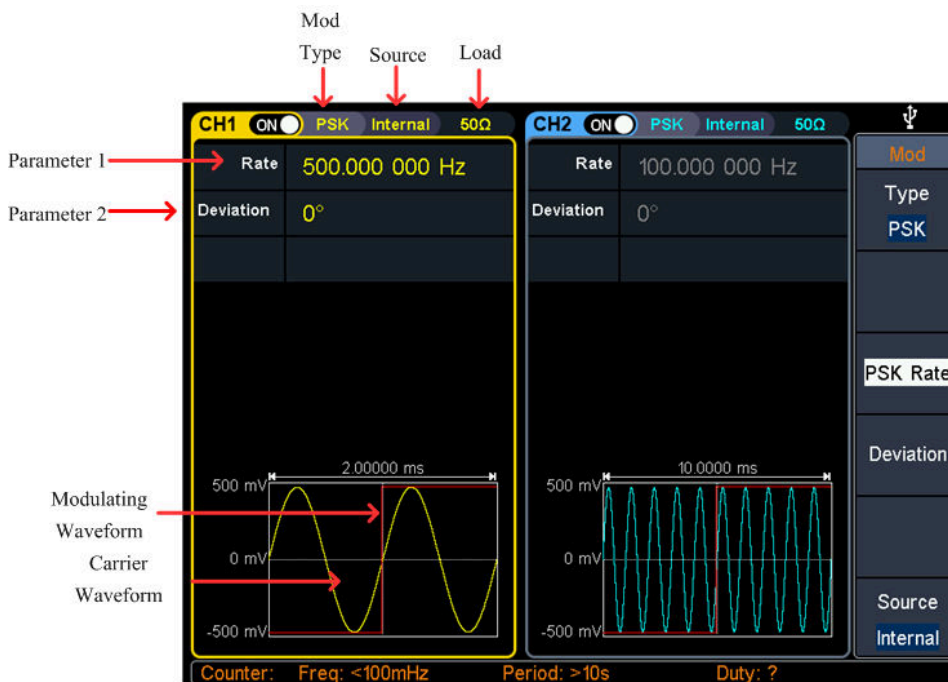 Mod
Type
Source
Load
CH1 ON PSK Internal 50Ω
CH2 ON PSK Internal 50Ω
Mod
Parameter 1
Rate 500.000 000 Hz
Rate 100.000 000 Hz
Type
PSK
Parameter 2
Deviation 0°
Deviation 0°
PSK Rate
Deviation
2.00000 ms
10.0000 ms
500 mV
500 mV
Modulating
Waveform
0 mV
0 mV
Carrier
Waveform
-500 mV
-500 mV
Source
Internal
Counter: Freq: <100mHz Period: >10s Duty: ?